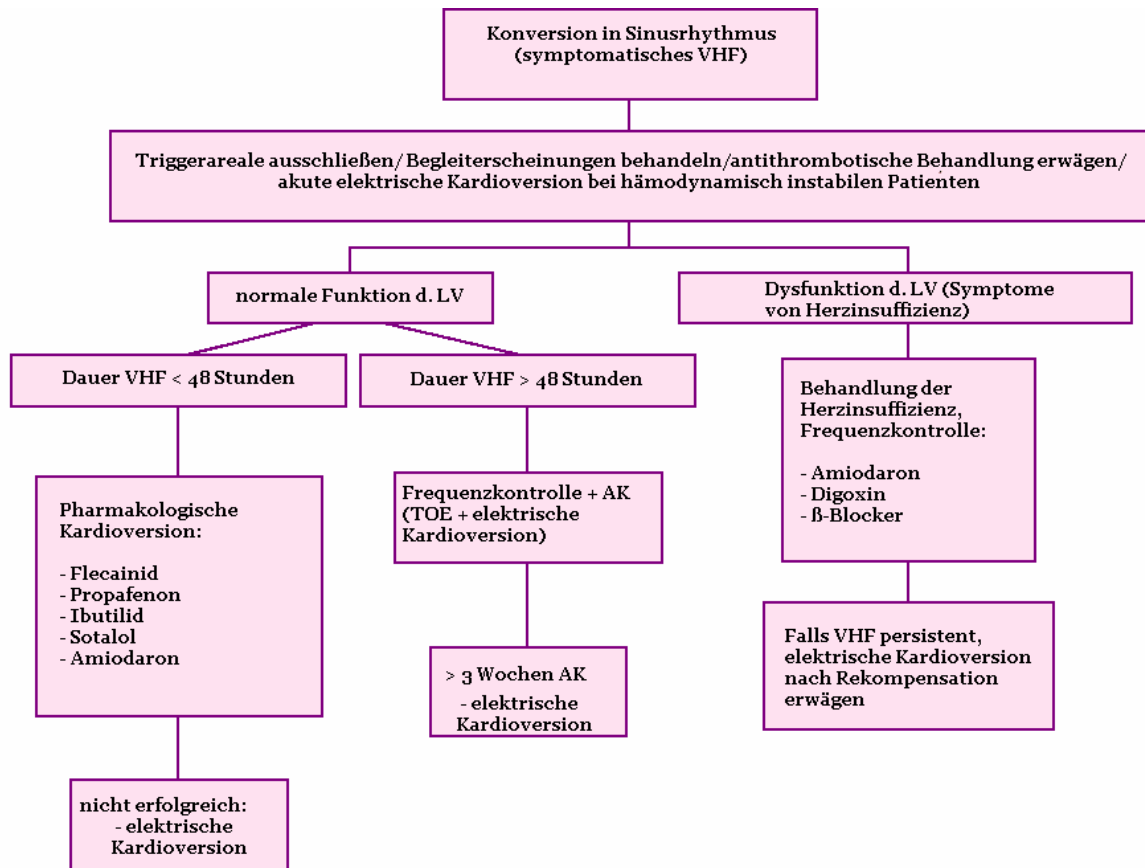 Konversion in Sinusrhythmus
(symptomatisches VHF)
Triggerareale ausschließen/Begleiterscheinungen behandeln/antithrombotische Behandlung erwägen/
akute elektrische Kardioversion bei hämodynamisch instabilen Patienten
normale Funktion d. LV
Dysfunktion d. LV (Symptome
von Herzinsuffizienz)
Dauer VHF < 48 Stunden
Dauer VHF > 48 Stunden
Behandlung der
Herzinsuffizienz,
Frequenzkontrolle:
- Amiodaron
- Digoxin
- ß-Blocker
Pharmakologische
Kardioversion:
- Flecainid
- Propafenon
- Ibutilid
- Sotalol
- Amiodaron
Frequenzkontrolle + AK
(TOE + elektrische
Kardioversion)
> 3 Wochen AK
- elektrische
Kardioversion
Falls VHF persistent,
elektrische Kardioversion
nach Rekompensation
erwägen
nicht erfolgreich:
- elektrische
Kardioversion